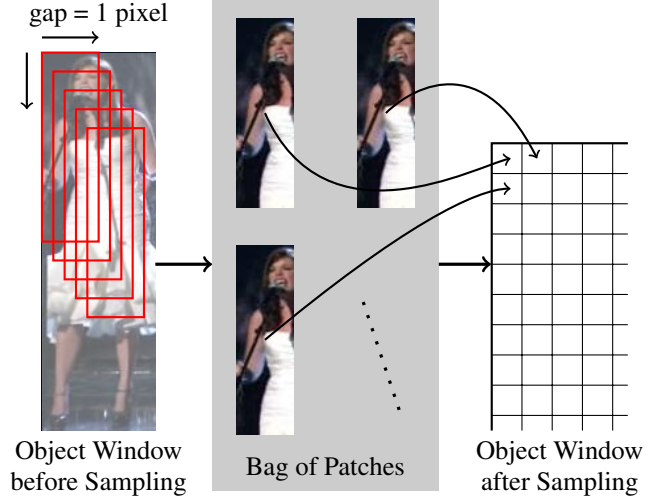 gap = 1 pixel
Object Window
before Sampling
Bag of Patches
Object Window
after Sampling